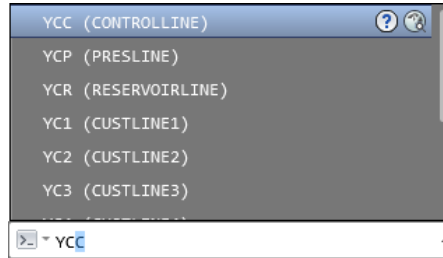 YCC (CONTROLLINE)
YCP (PRESLINE)
YCR (RESERVOIRLINE)
YC1 (CUSTLINE1)
YC2 (CUSTLINE2)
YC3 (CUSTLINE3)
YCC